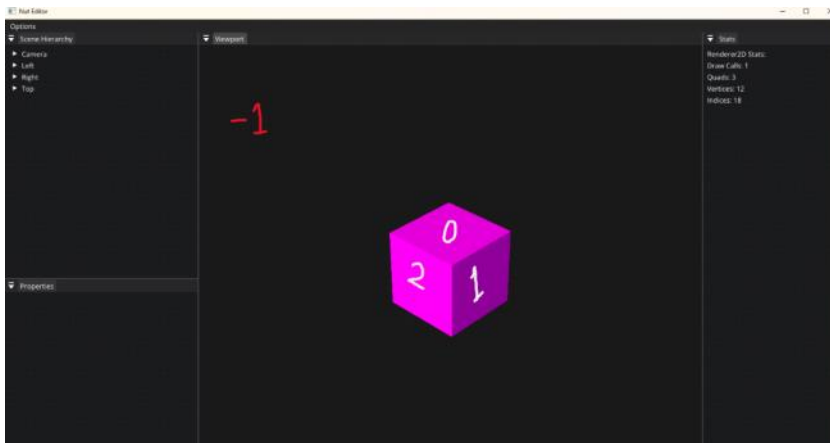 Nut Editor
Options
Scene Hierarchy
Camera
Left
Right
Top
Properties
Viewport
-1
0
2
1
Stats
Renderer2D Stats:
Draw Calls: 1
Quads: 3
Vertices: 12
Indices: 18